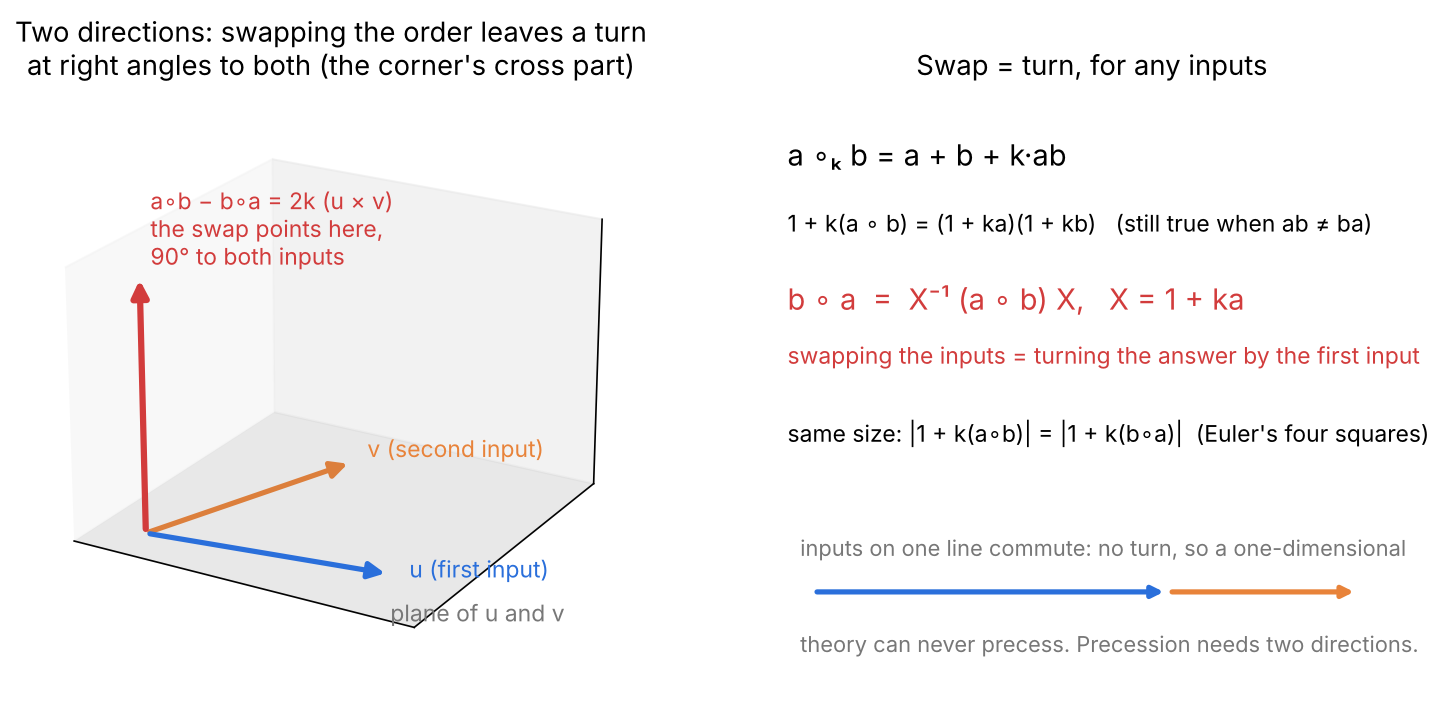 Two directions: swapping the order leaves a turn
at right angles to both (the corner's cross part)
a∘b − b∘a = 2k (u × v)
the swap points here,
90° to both inputs
v (second input)
u (first input)
plane of u and v
Swap = turn, for any inputs
a ∘ₖ b = a + b + k·ab
1 + k(a ∘ b) = (1 + ka)(1 + kb)   (still true when ab ≠ ba)
b ∘ a  =  X⁻¹ (a ∘ b) X,   X = 1 + ka
swapping the inputs = turning the answer by the first input
same size: |1 + k(a∘b)| = |1 + k(b∘a)|  (Euler's four squares)
inputs on one line commute: no turn, so a one-dimensional
theory can never precess. Precession needs two directions.